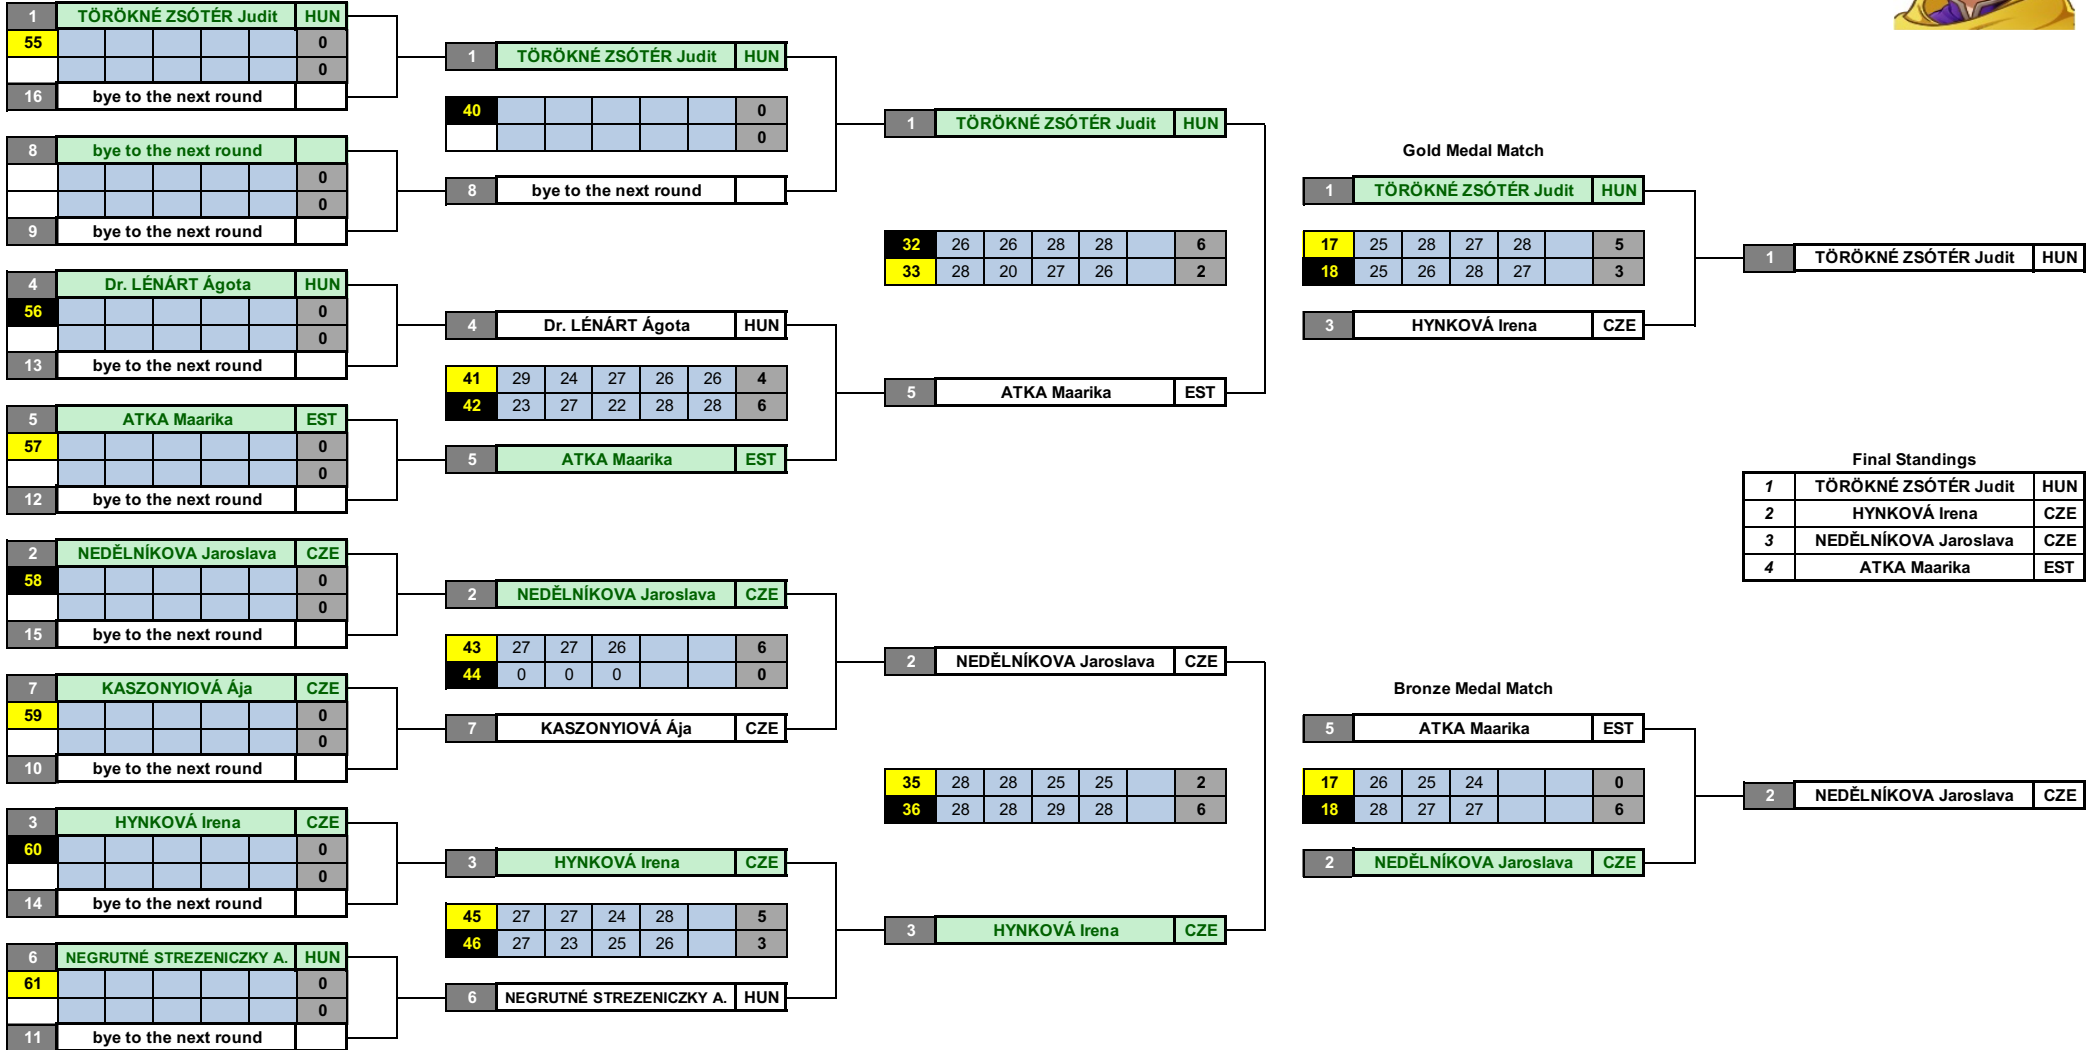 1 TÖRÖKNÉ ZSÓTÉR Judit HUN
55 0
0
16 bye to the next round
8 bye to the next round
0
0
9 bye to the next round
4 Dr. LÉNÁRT Ágota HUN
56 0
0
13 bye to the next round
5 ATKA Maarika EST
57 0
0
12 bye to the next round
2 NEDĚLNÍKOVA Jaroslava CZE
58 0
0
15 bye to the next round
7 KASZONYIOVÁ Ája CZE
59 0
0
10 bye to the next round
3 HYNKOVÁ Irena CZE
60 0
0
14 bye to the next round
6 NEGRUTNÉ STREZENICZKY A. HUN
61 0
0
11 bye to the next round
1 TÖRÖKNÉ ZSÓTÉR Judit HUN
40 0
0
8 bye to the next round
4 Dr. LÉNÁRT Ágota HUN
41 29 24 27 26 26 4
42 23 27 22 28 28 6
5 ATKA Maarika EST
2 NEDĚLNÍKOVA Jaroslava CZE
43 27 27 26 6
44 0 0 0 0
7 KASZONYIOVÁ Ája CZE
3 HYNKOVÁ Irena CZE
45 27 27 24 28 5
46 27 23 25 26 3
6 NEGRUTNÉ STREZENICZKY A. HUN
1 TÖRÖKNÉ ZSÓTÉR Judit HUN
32 26 26 28 28 6
33 28 20 27 26 2
5 ATKA Maarika EST
2 NEDĚLNÍKOVA Jaroslava CZE
35 28 28 25 25 2
36 28 28 29 28 6
3 HYNKOVÁ Irena CZE
Gold Medal Match
1 TÖRÖKNÉ ZSÓTÉR Judit HUN
17 25 28 27 28 5
18 25 26 28 27 3
3 HYNKOVÁ Irena CZE
1 TÖRÖKNÉ ZSÓTÉR Judit HUN
Bronze Medal Match
5 ATKA Maarika EST
17 26 25 24 0
18 28 27 27 6
2 NEDĚLNÍKOVA Jaroslava CZE
2 NEDĚLNÍKOVA Jaroslava CZE
Final Standings
1 TÖRÖKNÉ ZSÓTÉR Judit HUN
2 HYNKOVÁ Irena CZE
3 NEDĚLNÍKOVA Jaroslava CZE
4 ATKA Maarika EST